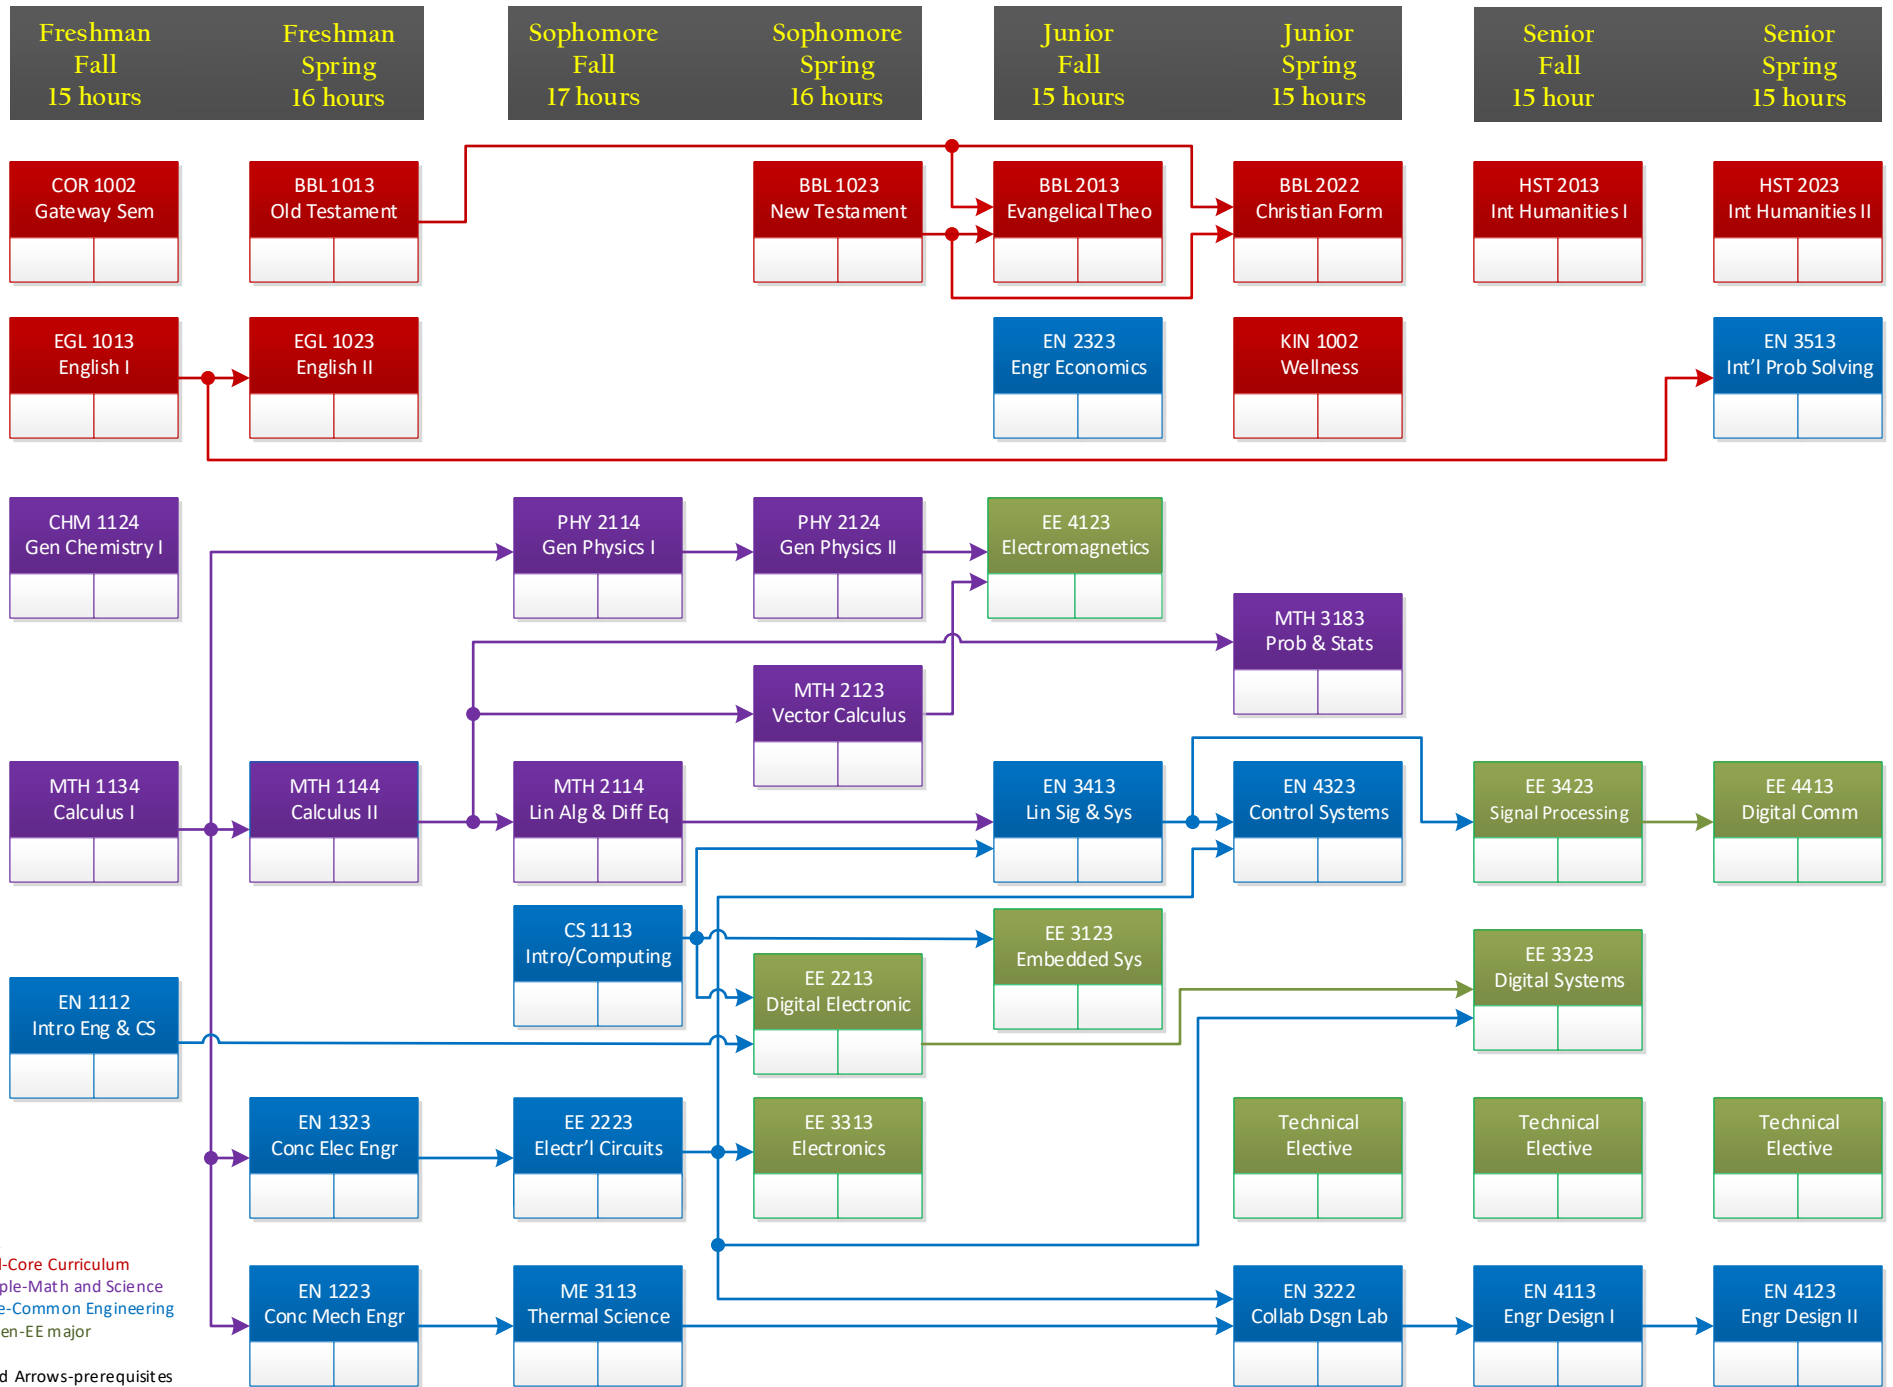 Freshman
Fall
15 hours
Freshman
Spring
16 hours
Sophomore
Fall
17 hours
Sophomore
Spring
16 hours
Junior
Fall
15 hours
Junior
Spring
15 hours
Senior
Fall
15 hour
Senior
Spring
15 hours
COR 1002
Gateway Sem
BBL 1013
Old Testament
BBL 1023
New Testament
BBL 2013
Evangelical Theo
BBL 2022
Christian Form
HST 2013
Int Humanities I
HST 2023
Int Humanities II
EGL 1013
English I
EGL 1023
English II
EN 2323
Engr Economics
KIN 1002
Wellness
EN 3513
Int'l Prob Solving
CHM 1124
Gen Chemistry I
PHY 2114
Gen Physics I
PHY 2124
Gen Physics II
EE 4123
Electromagnetics
MTH 3183
Prob & Stats
MTH 2123
Vector Calculus
MTH 1134
Calculus I
MTH 1144
Calculus II
MTH 2114
Lin Alg & Diff Eq
EN 3413
Lin Sig & Sys
EN 4323
Control Systems
EE 3423
Signal Processing
EE 4413
Digital Comm
CS 1113
Intro/Computing
EE 3123
Embedded Sys
EE 3323
Digital Systems
EE 2213
Digital Electronic
EN 1112
Intro Eng & CS
EN 1323
Conc Elec Engr
EE 2223
Electr'l Circuits
EE 3313
Electronics
Technical
Elective
Technical
Elective
Technical
Elective
EN 1223
Conc Mech Engr
ME 3113
Thermal Science
EN 3222
Collab Dsgn Lab
EN 4113
Engr Design I
EN 4123
Engr Design II
d-Core Curriculum
ple-Math and Science
e-Common Engineering
en-EE major
d Arrows-prerequisites